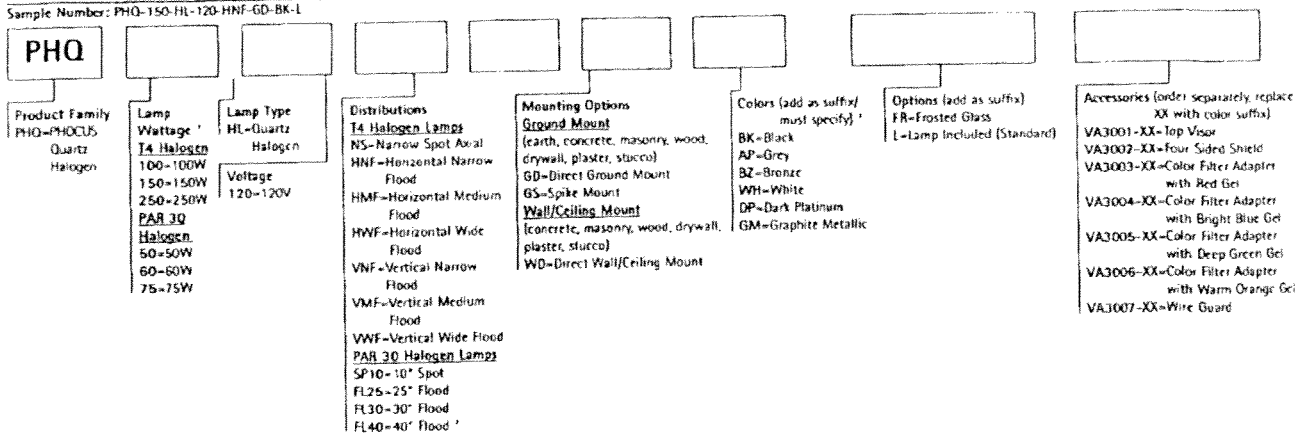 Sample Number: PHQ-150-HL-120-HNF-GD-BK-L
PHQ
Product Family
PHQ=PHOCUS
Quartz
Halogen
Lamp
Wattage ¹
T4 Halogen
100=100W
150=150W
250=250W
PAR 30
Halogen
50=50W
60=60W
75=75W
Lamp Type
HL=Quartz
Halogen
Voltage
120=120V
Distributions
T4 Halogen Lamps
NS=Narrow Spot Axial
HNF=Horizontal Narrow
Flood
HMF=Horizontal Medium
Flood
HWF=Horizontal Wide
Flood
VNF=Vertical Narrow
Flood
VMF=Vertical Medium
Flood
VWF=Vertical Wide Flood
PAR 30 Halogen Lamps
SP10=10° Spot
FL25=25° Flood
FL30=30° Flood
FL40=40° Flood
Mounting Options
Ground Mount
(earth, concrete, masonry, wood,
drywall, plaster, stucco)
GD=Direct Ground Mount
GS=Spike Mount
Wall/Ceiling Mount
(concrete, masonry, wood, drywall,
plaster, stucco)
WD=Direct Wall/Ceiling Mount
Colors (add as suffix/
must specify)
BK=Black
AP=Grey
BZ=Bronze
WH=White
DP=Dark Platinum
GM=Graphite Metallic
Options (add as suffix)
FR=Frosted Glass
L=Lamp Included (Standard)
Accessories (order separately, replace
XX with color suffix)
VA3001-XX=Top Visor
VA3002-XX=Four Sided Shield
VA3003-XX=Color Filter Adapter
with Red Gel
VA3004-XX=Color Filter Adapter
with Bright Blue Gel
VA3005-XX=Color Filter Adapter
with Deep Green Gel
VA3006-XX=Color Filter Adapter
with Warm Orange Gel
VA3007-XX=Wire Guard